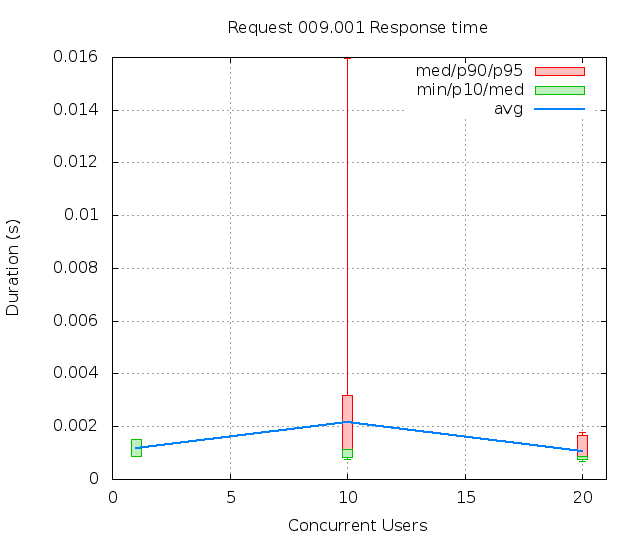 Request 009.001 Response time
0.016
0.014
0.012
0.01
0.008
0.006
0.004
0.002
0
Duration (s)
med/p90/p95
min/p10/med
avg
0 5 10 15 20
Concurrent Users